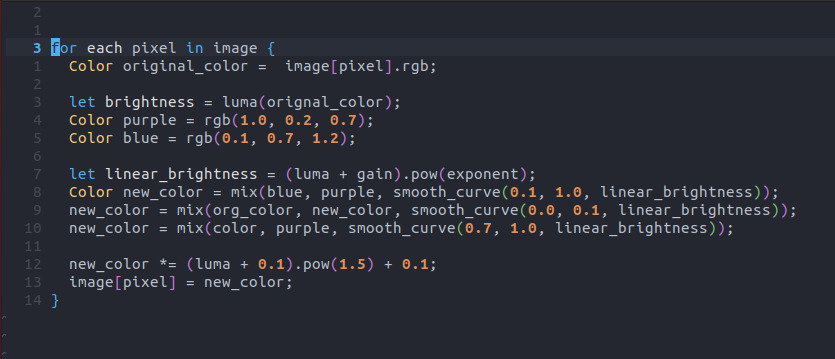 2
1
3 for each pixel in image {
1 Color original_color =  image[pixel].rgb;
2
3 let brightness = luma(orignal_color);
4 Color purple = rgb(1.0, 0.2, 0.7);
5 Color blue = rgb(0.1, 0.7, 1.2);
6
7 let linear_brightness = (luma + gain).pow(exponent);
8 Color new_color = mix(blue, purple, smooth_curve(0.1, 1.0, linear_brightness));
9 new_color = mix(org_color, new_color, smooth_curve(0.0, 0.1, linear_brightness));
10 new_color = mix(color, purple, smooth_curve(0.7, 1.0, linear_brightness));
11
12 new_color *= (luma + 0.1).pow(1.5) + 0.1;
13 image[pixel] = new_color;
14 }